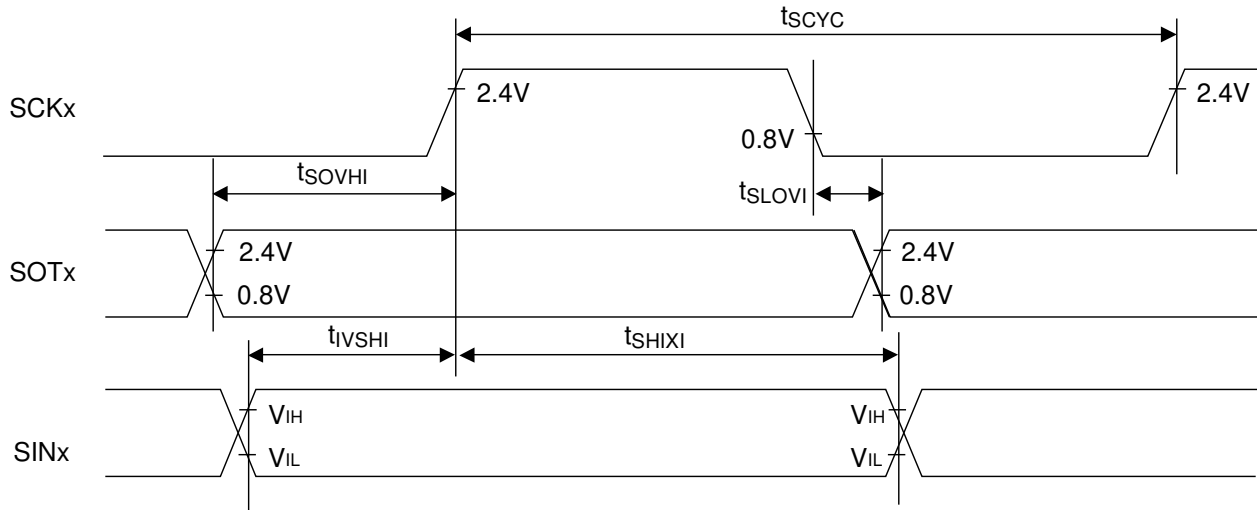 tSCYC
SCKx
2.4V
0.8V
2.4V
tSOVHI
tSLOVI
SOTx
2.4V
0.8V
2.4V
0.8V
tIVSHI
tSHIXI
SINx
VIH
VIL
VIH
VIL